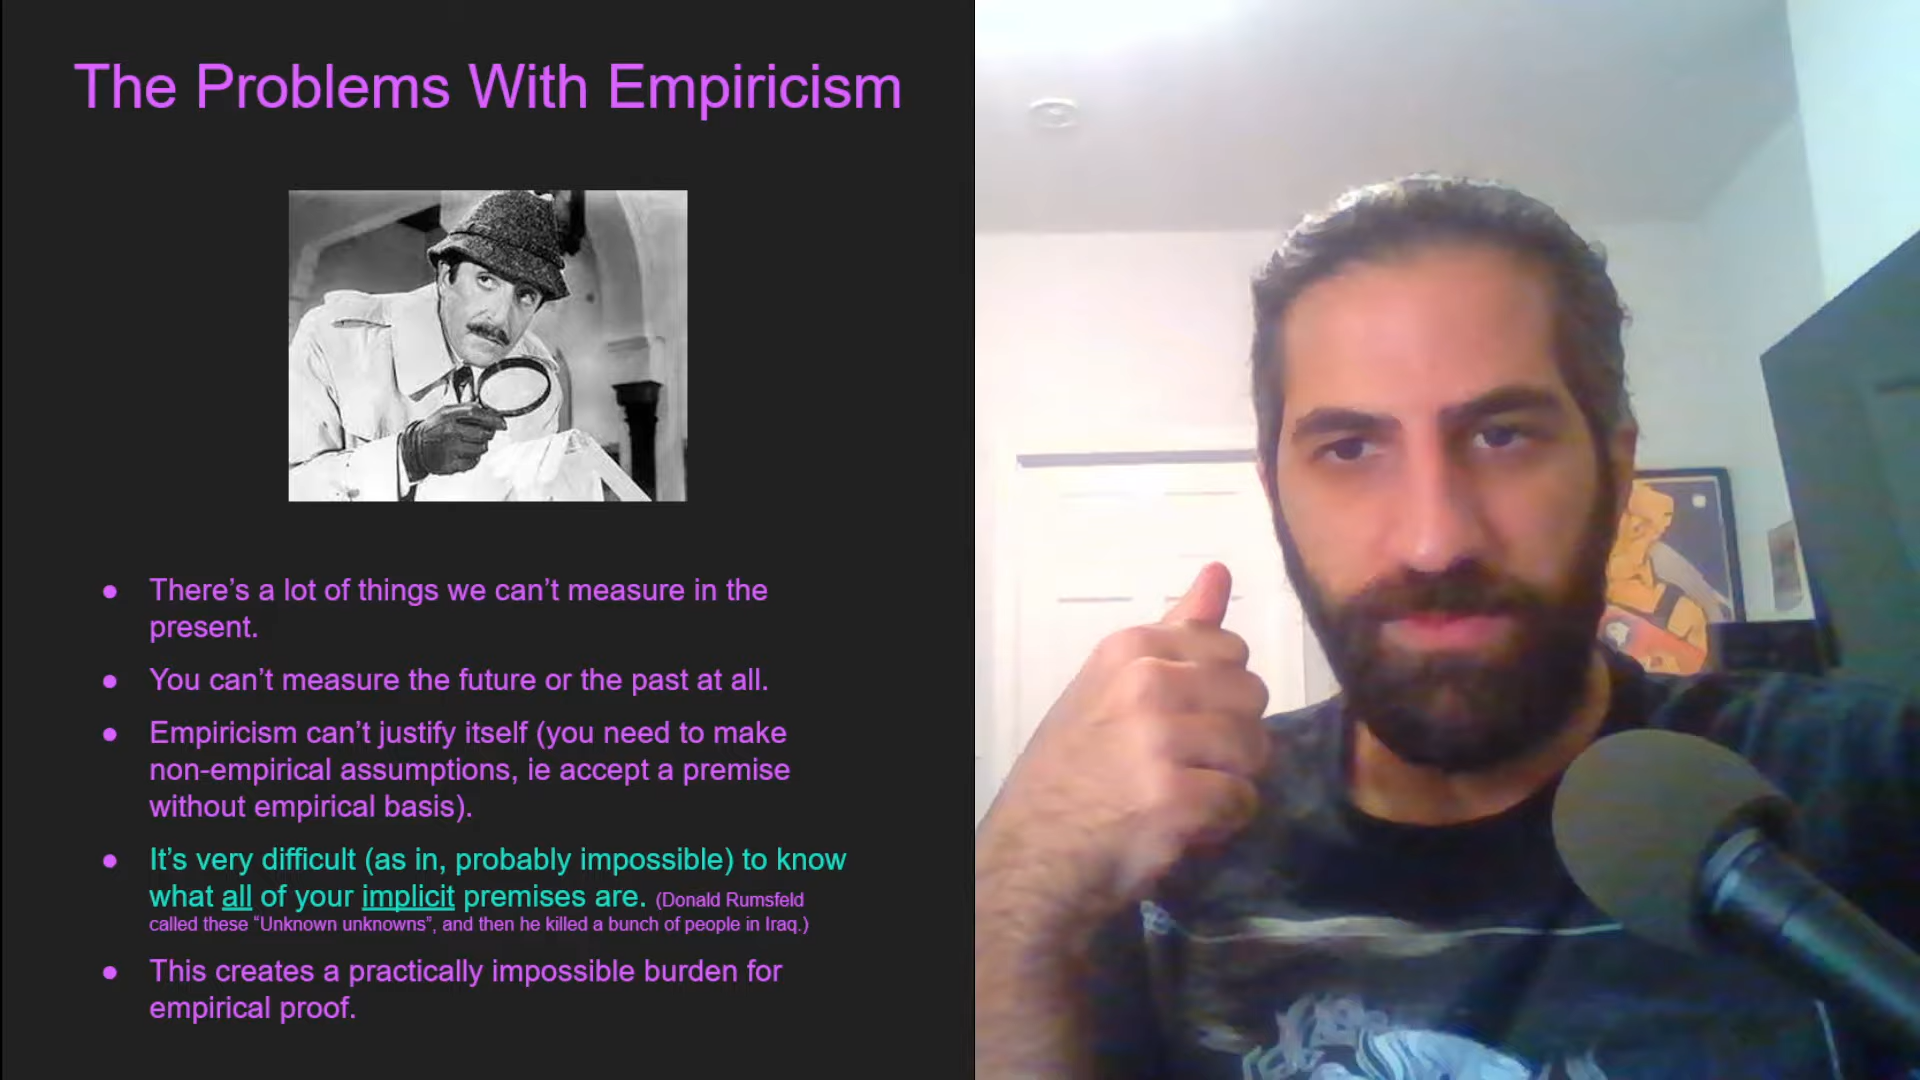 The Problems With Empiricism
● There’s a lot of things we can’t measure in the
present.
● You can’t measure the future or the past at all.
● Empiricism can’t justify itself (you need to make
non-empirical assumptions, ie accept a premise
without empirical basis).
● It’s very difficult (as in, probably impossible) to know
what all of your implicit premises are. (Donald Rumsfeld
called these “Unknown unknowns”, and then he killed a bunch of people in Iraq.)
● This creates a practically impossible burden for
empirical proof.